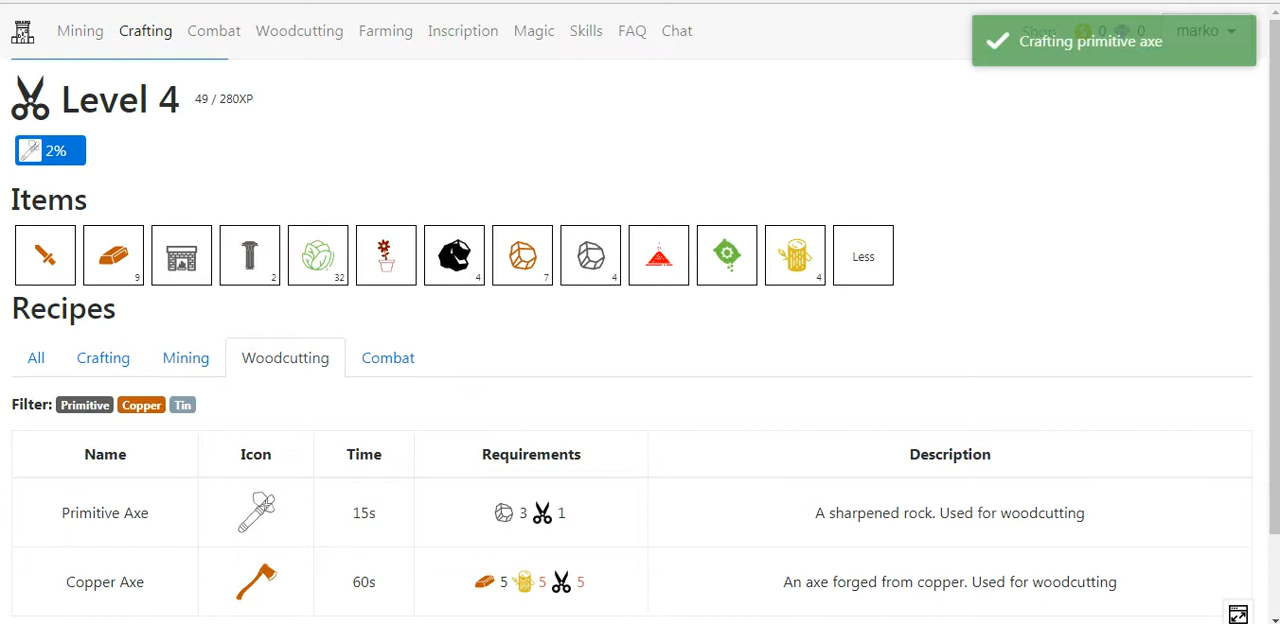 Mining Crafting Combat Woodcutting Farming Inscription Magic Skills FAQ Chat Shop 0 0 marko
Crafting primitive axe
Level 4 49 / 280XP
2%
Items
9 2 32 4 7 4 4 Less
Recipes
All Crafting Mining Woodcutting Combat
Filter: Primitive Copper Tin
Name Icon Time Requirements Description
Primitive Axe 15s 3 1 A sharpened rock. Used for woodcutting
Copper Axe 60s 5 5 5 An axe forged from copper. Used for woodcutting